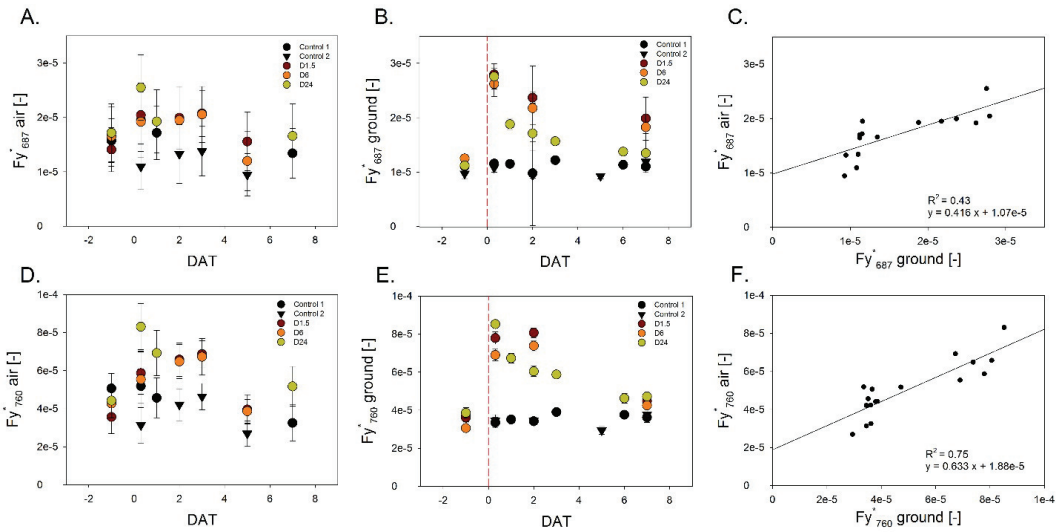 A.
3e-5
2e-5
1e-5
0
Fy*687 air [-]
-2 0 2 4 6 8
DAT
Control 1
Control 2
D1.5
D6
D24
B.
3e-5
2e-5
1e-5
0
Fy*687 ground [-]
-2 0 2 4 6 8
DAT
Control 1
Control 2
D1.5
D6
D24
C.
3e-5
2e-5
1e-5
0
Fy*687 air [-]
0 1e-5 2e-5 3e-5
Fy*687 ground [-]
R2 = 0.43
y = 0.416 x + 1.07e-5
D.
1e-4
8e-5
6e-5
4e-5
2e-5
0
Fy*760 air [-]
-2 0 2 4 6 8
DAT
Control 1
Control 2
D1.5
D6
D24
E.
1e-4
8e-5
6e-5
4e-5
2e-5
0
Fy*760 ground [-]
-2 0 2 4 6 8
DAT
Control 1
Control 2
D1.5
D6
D24
F.
1e-4
8e-5
6e-5
4e-5
2e-5
0
Fy*760 air [-]
0 2e-5 4e-5 6e-5 8e-5 1e-4
Fy*760 ground [-]
R2 = 0.75
y = 0.633 x + 1.88e-5